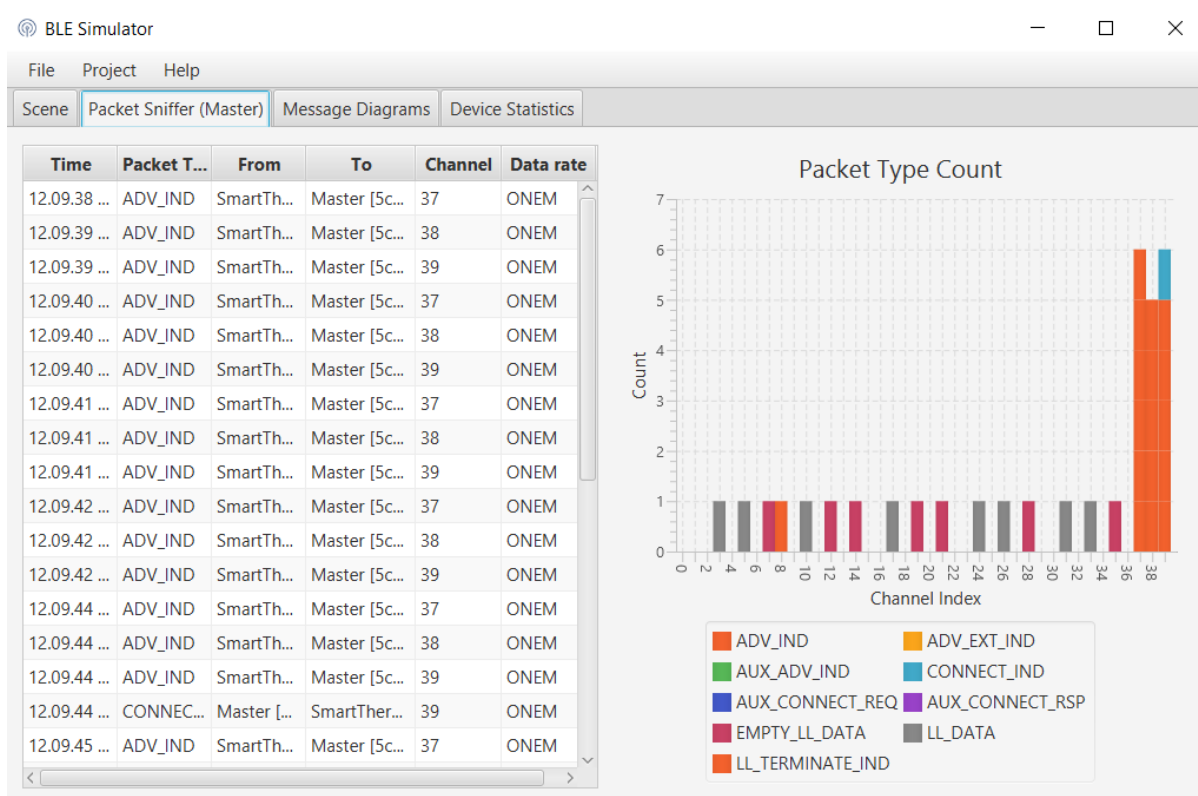 BLE Simulator
File Project Help
Scene Packet Sniffer (Master) Message Diagrams Device Statistics
Time Packet T... From To Channel Data rate
12.09.38 ... ADV_IND SmartTh... Master [5c... 37 ONEM
12.09.39 ... ADV_IND SmartTh... Master [5c... 38 ONEM
12.09.39 ... ADV_IND SmartTh... Master [5c... 39 ONEM
12.09.40 ... ADV_IND SmartTh... Master [5c... 37 ONEM
12.09.40 ... ADV_IND SmartTh... Master [5c... 38 ONEM
12.09.40 ... ADV_IND SmartTh... Master [5c... 39 ONEM
12.09.41 ... ADV_IND SmartTh... Master [5c... 37 ONEM
12.09.41 ... ADV_IND SmartTh... Master [5c... 38 ONEM
12.09.41 ... ADV_IND SmartTh... Master [5c... 39 ONEM
12.09.42 ... ADV_IND SmartTh... Master [5c... 37 ONEM
12.09.42 ... ADV_IND SmartTh... Master [5c... 38 ONEM
12.09.42 ... ADV_IND SmartTh... Master [5c... 39 ONEM
12.09.44 ... ADV_IND SmartTh... Master [5c... 37 ONEM
12.09.44 ... ADV_IND SmartTh... Master [5c... 38 ONEM
12.09.44 ... ADV_IND SmartTh... Master [5c... 39 ONEM
12.09.44 ... CONNEC... Master [... SmartTher... 39 ONEM
12.09.45 ... ADV_IND SmartTh... Master [5c... 37 ONEM
Packet Type Count
7
6
5
4
3
2
1
0
Count
0 2 4 6 8 10 12 14 16 18 20 22 24 26 28 30 32 34 36 38
Channel Index
ADV_IND ADV_EXT_IND
AUX_ADV_IND CONNECT_IND
AUX_CONNECT_REQ AUX_CONNECT_RSP
EMPTY_LL_DATA LL_DATA
LL_TERMINATE_IND